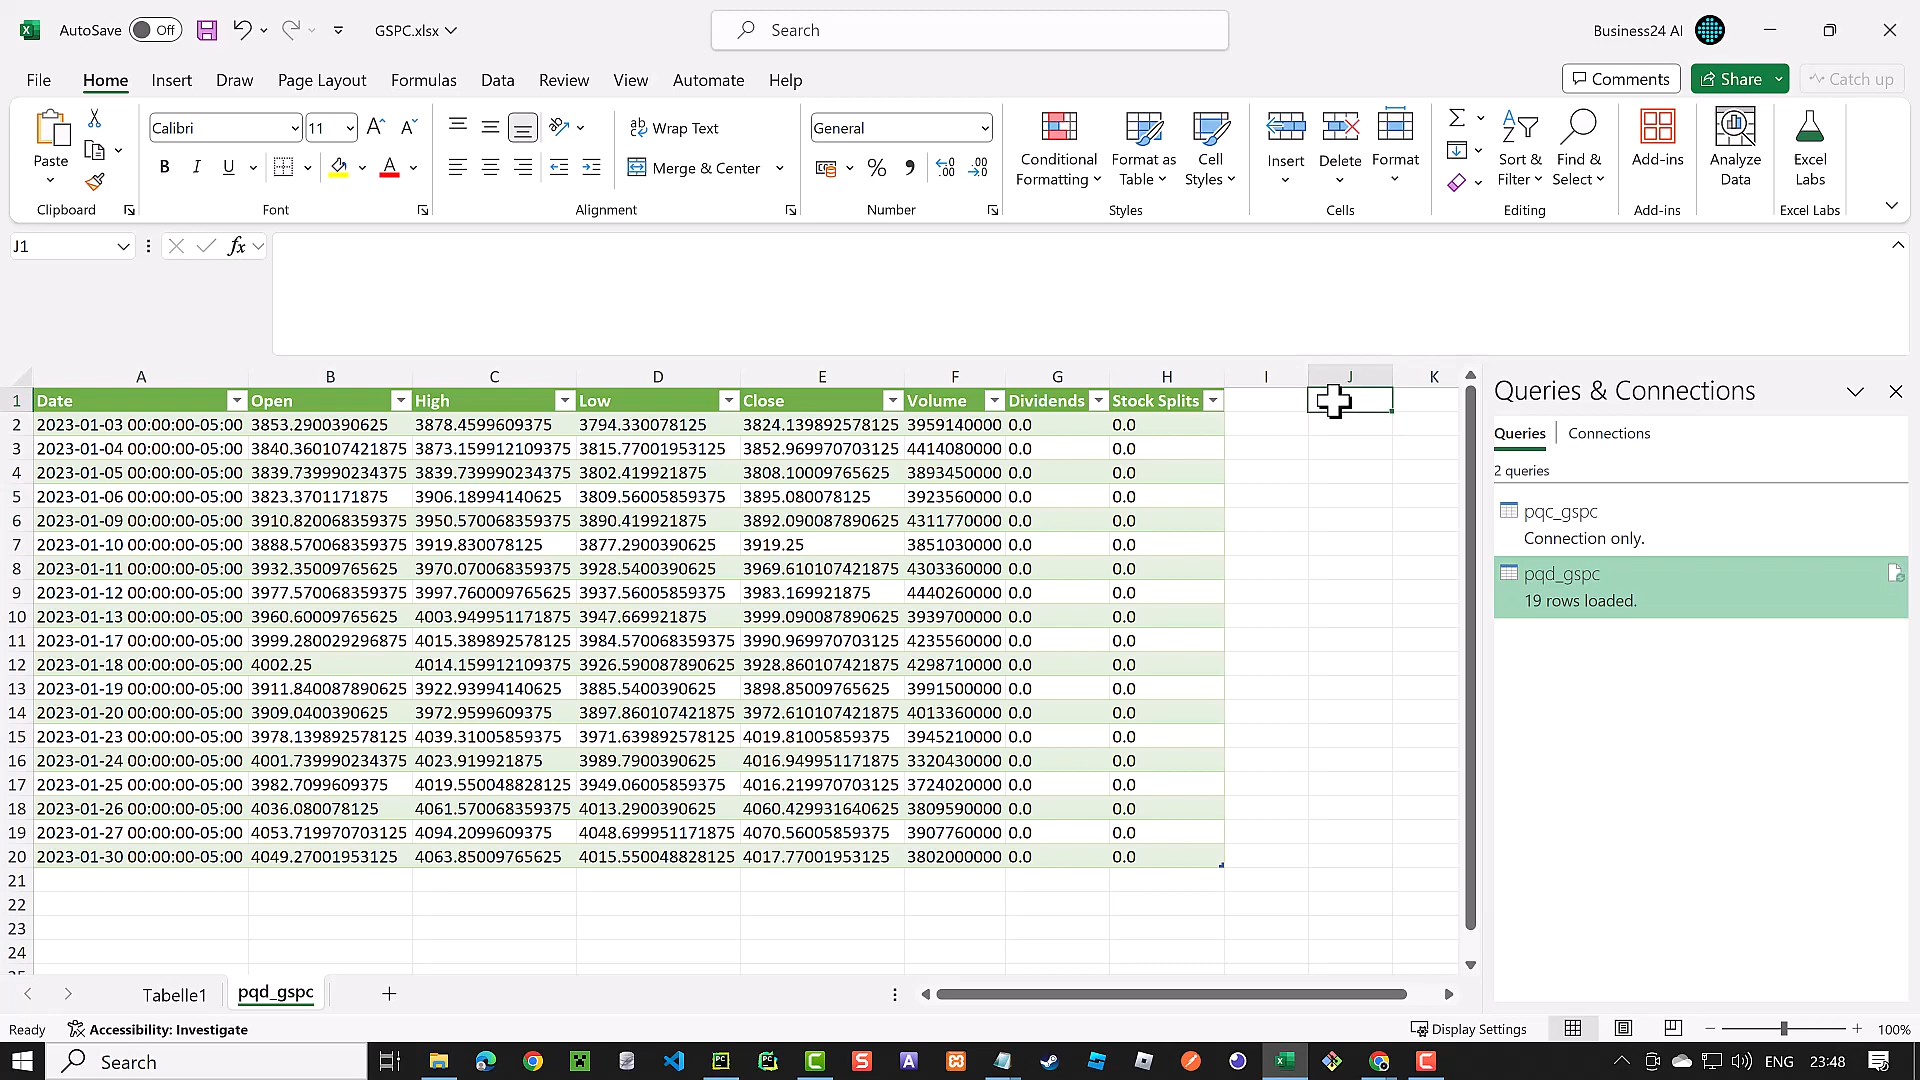 AutoSave Off GSPC.xlsx Search Business24 AI
File Home Insert Draw Page Layout Formulas Data Review View Automate Help Comments Share Catch up
Paste Calibri 11 Wrap Text General
B I U Merge & Center % Conditional Formatting Format as Table Cell Styles Insert Delete Format Sort & Filter Find & Select Add-ins Analyze Data Excel Labs
Clipboard Font Alignment Number Styles Cells Editing Add-ins Excel Labs
J1 fx
A B C D E F G H I J K
1 Date Open High Low Close Volume Dividends Stock Splits
2 2023-01-03 00:00:00-05:00 3853.2900390625 3878.4599609375 3794.330078125 3824.139892578125 3959140000 0.0 0.0
3 2023-01-04 00:00:00-05:00 3840.360107421875 3873.159912109375 3815.77001953125 3852.969970703125 4414080000 0.0 0.0
4 2023-01-05 00:00:00-05:00 3839.739990234375 3839.739990234375 3802.419921875 3808.10009765625 3893450000 0.0 0.0
5 2023-01-06 00:00:00-05:00 3823.3701171875 3906.18994140625 3809.56005859375 3895.080078125 3923560000 0.0 0.0
6 2023-01-09 00:00:00-05:00 3910.820068359375 3950.570068359375 3890.419921875 3892.090087890625 4311770000 0.0 0.0
7 2023-01-10 00:00:00-05:00 3888.570068359375 3919.830078125 3877.2900390625 3919.25 3851030000 0.0 0.0
8 2023-01-11 00:00:00-05:00 3932.35009765625 3970.070068359375 3928.5400390625 3969.610107421875 4303360000 0.0 0.0
9 2023-01-12 00:00:00-05:00 3977.570068359375 3997.760009765625 3937.56005859375 3983.169921875 4440260000 0.0 0.0
10 2023-01-13 00:00:00-05:00 3960.60009765625 4003.949951171875 3947.669921875 3999.090087890625 3939700000 0.0 0.0
11 2023-01-17 00:00:00-05:00 3999.280029296875 4015.389892578125 3984.570068359375 3990.969970703125 4235560000 0.0 0.0
12 2023-01-18 00:00:00-05:00 4002.25 4014.159912109375 3926.590087890625 3928.860107421875 4298710000 0.0 0.0
13 2023-01-19 00:00:00-05:00 3911.840087890625 3922.93994140625 3885.5400390625 3898.85009765625 3991500000 0.0 0.0
14 2023-01-20 00:00:00-05:00 3909.0400390625 3972.9599609375 3897.860107421875 3972.610107421875 4013360000 0.0 0.0
15 2023-01-23 00:00:00-05:00 3978.139892578125 4039.31005859375 3971.639892578125 4019.81005859375 3945210000 0.0 0.0
16 2023-01-24 00:00:00-05:00 4001.739990234375 4023.919921875 3989.7900390625 4016.949951171875 3320430000 0.0 0.0
17 2023-01-25 00:00:00-05:00 3982.7099609375 4019.550048828125 3949.06005859375 4016.219970703125 3724020000 0.0 0.0
18 2023-01-26 00:00:00-05:00 4036.080078125 4061.570068359375 4013.2900390625 4060.429931640625 3809590000 0.0 0.0
19 2023-01-27 00:00:00-05:00 4053.719970703125 4094.2099609375 4048.699951171875 4070.56005859375 3907760000 0.0 0.0
20 2023-01-30 00:00:00-05:00 4049.27001953125 4063.85009765625 4015.550048828125 4017.77001953125 3802000000 0.0 0.0
21
22
23
24
Queries & Connections
Queries Connections
2 queries
pqc_gspc
Connection only.
pqd_gspc
19 rows loaded.
Tabelle1 pqd_gspc
Ready Accessibility: Investigate Display Settings 100%
Search ENG 23:48